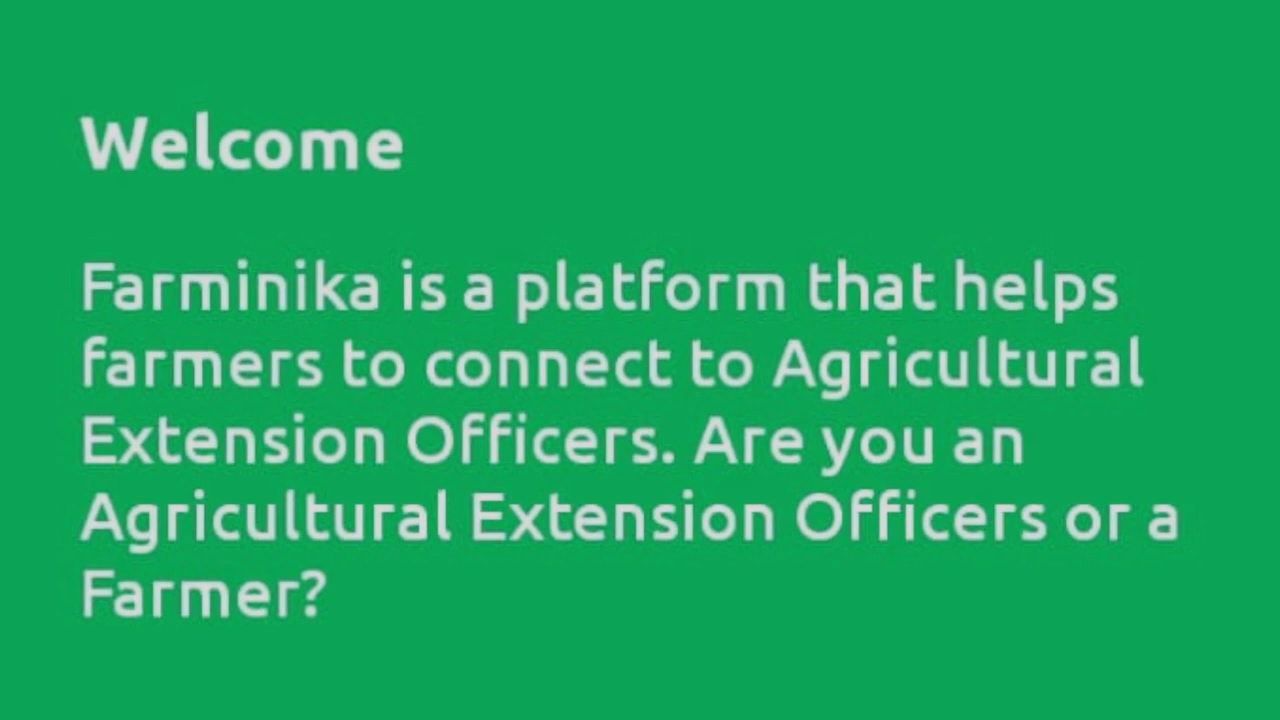 Welcome
Farminika is a platform that helps
farmers to connect to Agricultural
Extension Officers. Are you an
Agricultural Extension Officers or a
Farmer?